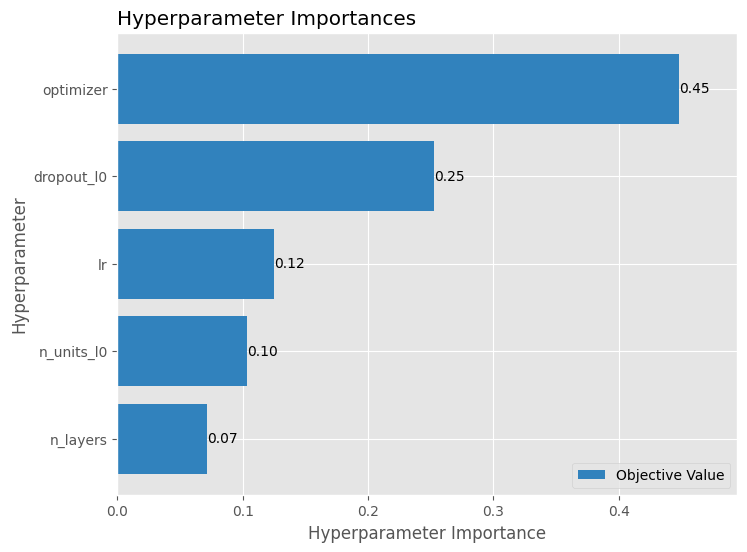 Hyperparameter Importances
Hyperparameter
optimizer
0.45
dropout_l0
0.25
lr
0.12
n_units_l0
0.10
n_layers
0.07
Objective Value
0.0 0.1 0.2 0.3 0.4
Hyperparameter Importance